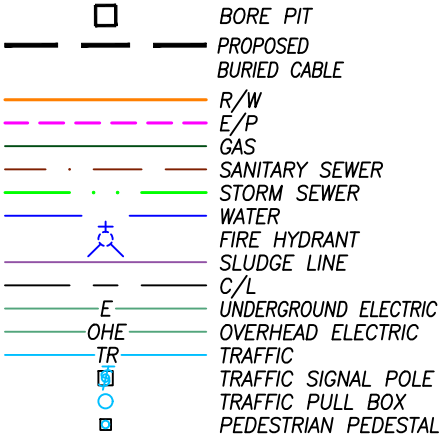 BORE PIT
PROPOSED
BURIED CABLE
R/W
E/P
GAS
SANITARY SEWER
STORM SEWER
WATER
FIRE HYDRANT
SLUDGE LINE
C/L
E UNDERGROUND ELECTRIC
OHE OVERHEAD ELECTRIC
TR TRAFFIC
TRAFFIC SIGNAL POLE
TRAFFIC PULL BOX
PEDESTRIAN PEDESTAL